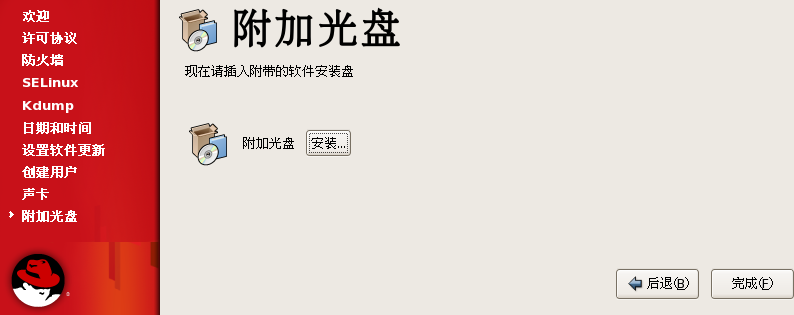 欢迎
许可协议
防火墙
SELinux
Kdump
日期和时间
设置软件更新
创建用户
声卡
附加光盘
附加光盘
现在请插入附带的软件安装盘
附加光盘 安装...
后退(B) 完成(F)